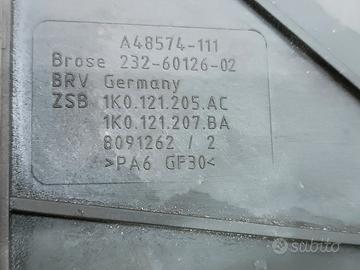 A48574-111
Brose 232-60126-02
BRV Germany
ZSB 1K0.121.205.AC
1K0.121.207.BA
8091262 / 2
>PA6 GF30<
subito